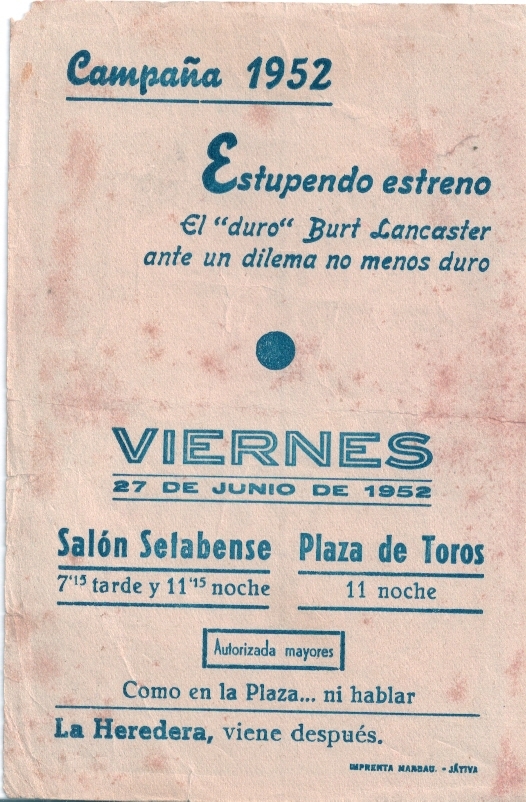 Campaña 1952
Estupendo estreno
El “duro“ Burt Lancaster
ante un dilema no menos duro
VIERNES
27 DE JUNIO DE 1952
Salón Setabense
7'15 tarde y 11'15 noche
Plaza de Toros
11 noche
Autorizada mayores
Como en la Plaza... ni hablar
La Heredera, viene después.
IMPRENTA MARBAU. - JÁTIVA